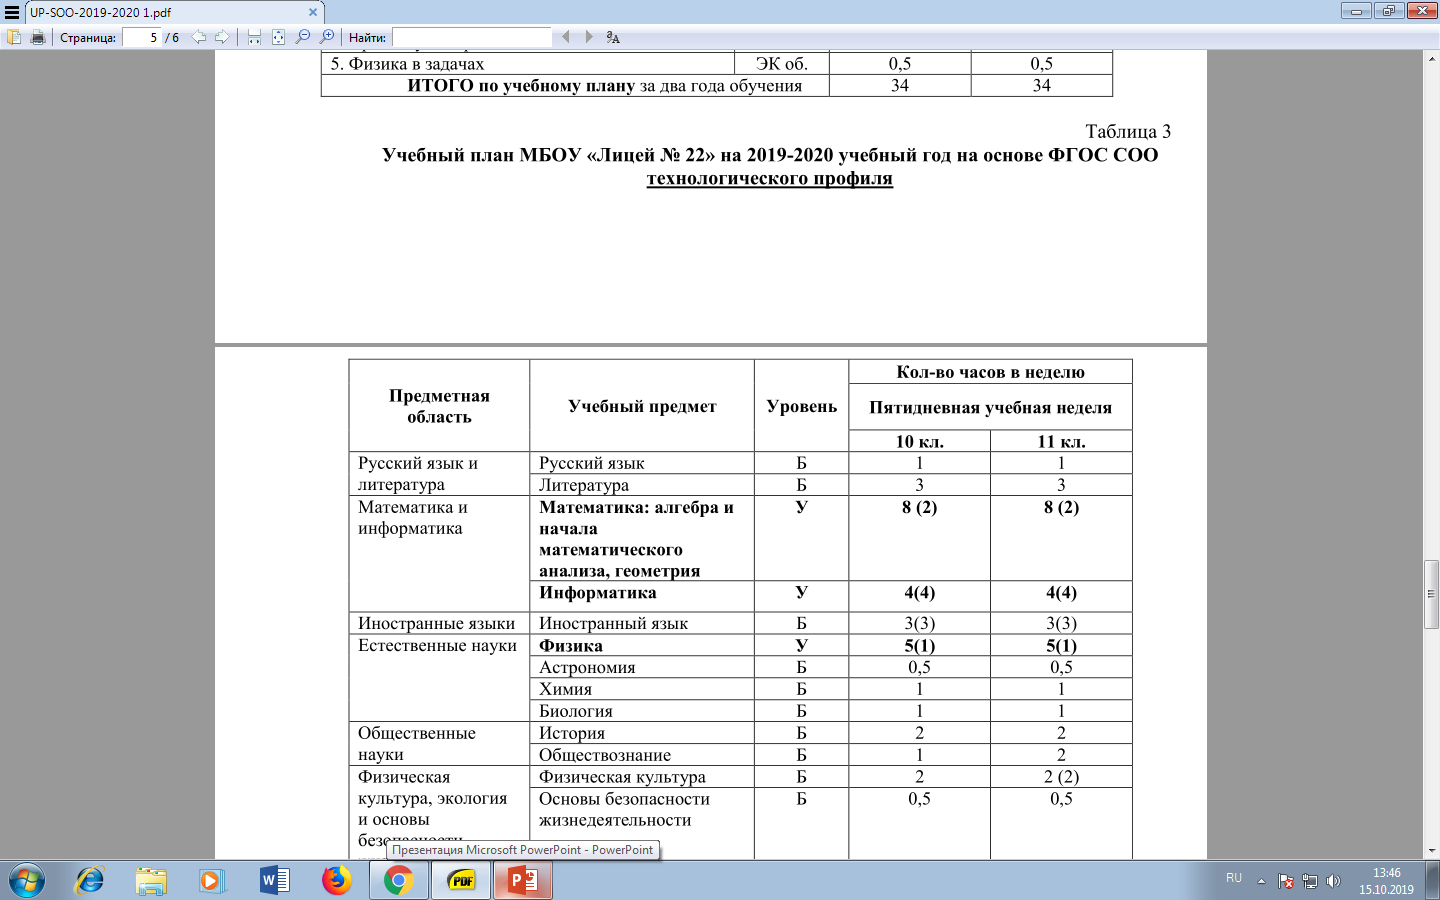 UP-SOO-2019-2020 1.pdf
Страница: 5 / 6 Найти:
5. Физика в задачах ЭК об. 0,5 0,5
ИТОГО по учебному плану за два года обучения 34 34
Таблица 3
Учебный план МБОУ «Лицей № 22» на 2019-2020 учебный год на основе ФГОС СОО
технологического профиля
Предметная область Учебный предмет Уровень Кол-во часов в неделю
Пятидневная учебная неделя
10 кл. 11 кл.
Русский язык и литература Русский язык Б 1 1
Литература Б 3 3
Математика и информатика Математика: алгебра и начала математического анализа, геометрия У 8 (2) 8 (2)
Информатика У 4(4) 4(4)
Иностранные языки Иностранный язык Б 3(3) 3(3)
Естественные науки Физика У 5(1) 5(1)
Астрономия Б 0,5 0,5
Химия Б 1 1
Биология Б 1 1
Общественные науки История Б 2 2
Обществознание Б 1 2
Физическая культура, экология и основы Физическая культура Б 2 2 (2)
Основы безопасности жизнедеятельности Б 0,5 0,5
Презентация Microsoft PowerPoint - PowerPoint
PDF
RU
13:46
15.10.2019